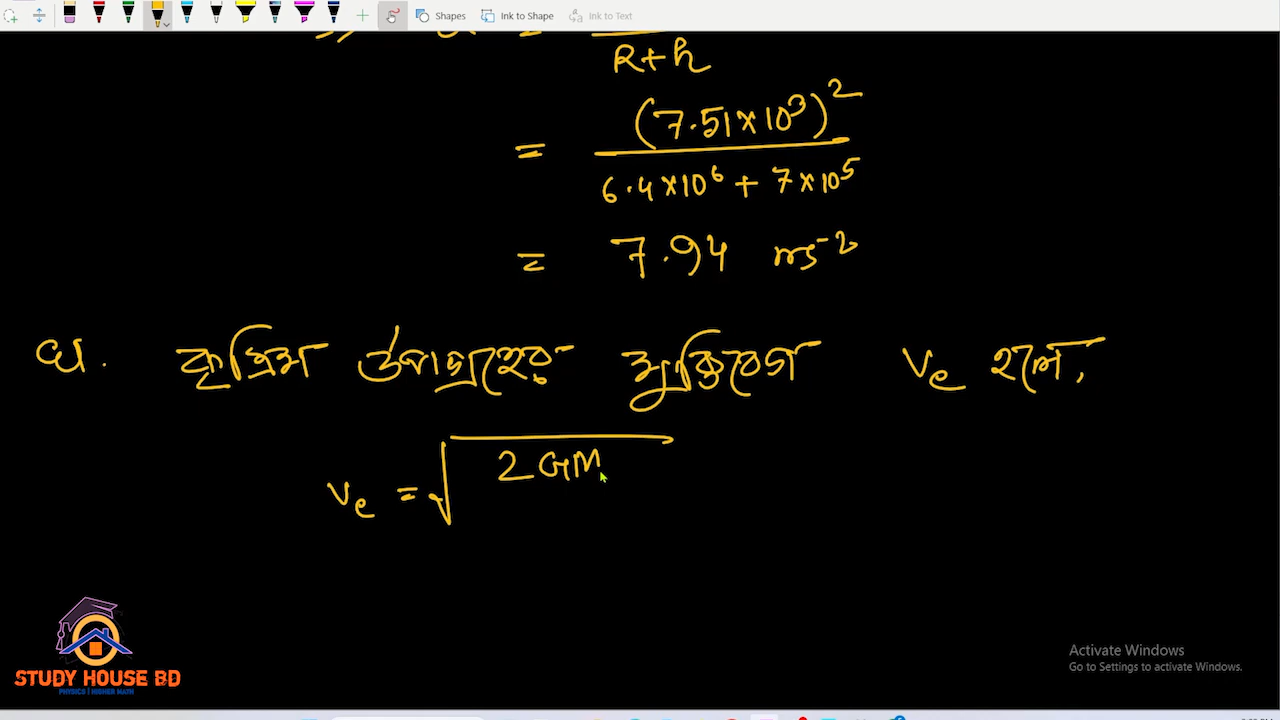 Shapes Ink to Shape Ink to Text
=
R+h
= (7.51×10³)² / 6.4×10⁶ + 7×10⁵
= 7.94 ms⁻²
ঘ. কৃত্রিম উপগ্রহের মুক্তিবেগ vₑ হলে,
vₑ = √2GM
STUDY HOUSE BD
PHYSICS | HIGHER MATH
Activate Windows
Go to Settings to activate Windows.